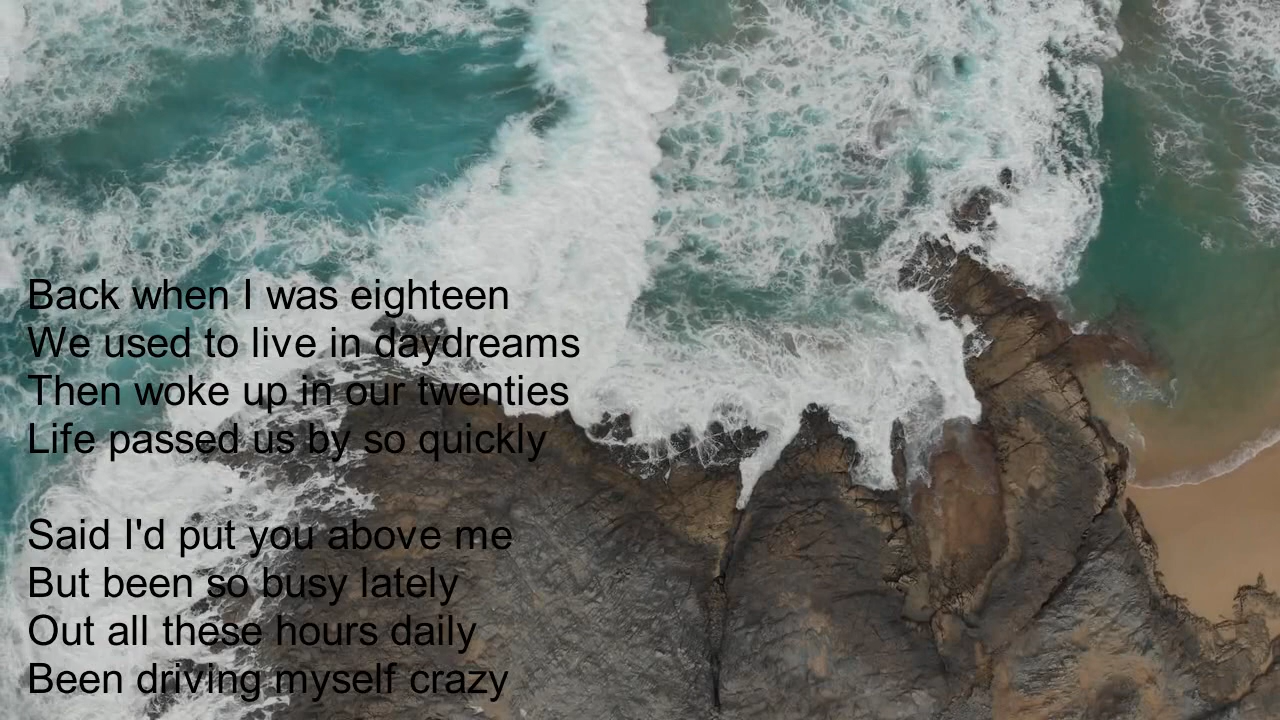 Back when I was eighteen
We used to live in daydreams
Then woke up in our twenties
Life passed us by so quickly

Said I'd put you above me
But been so busy lately
Out all these hours daily
Been driving myself crazy